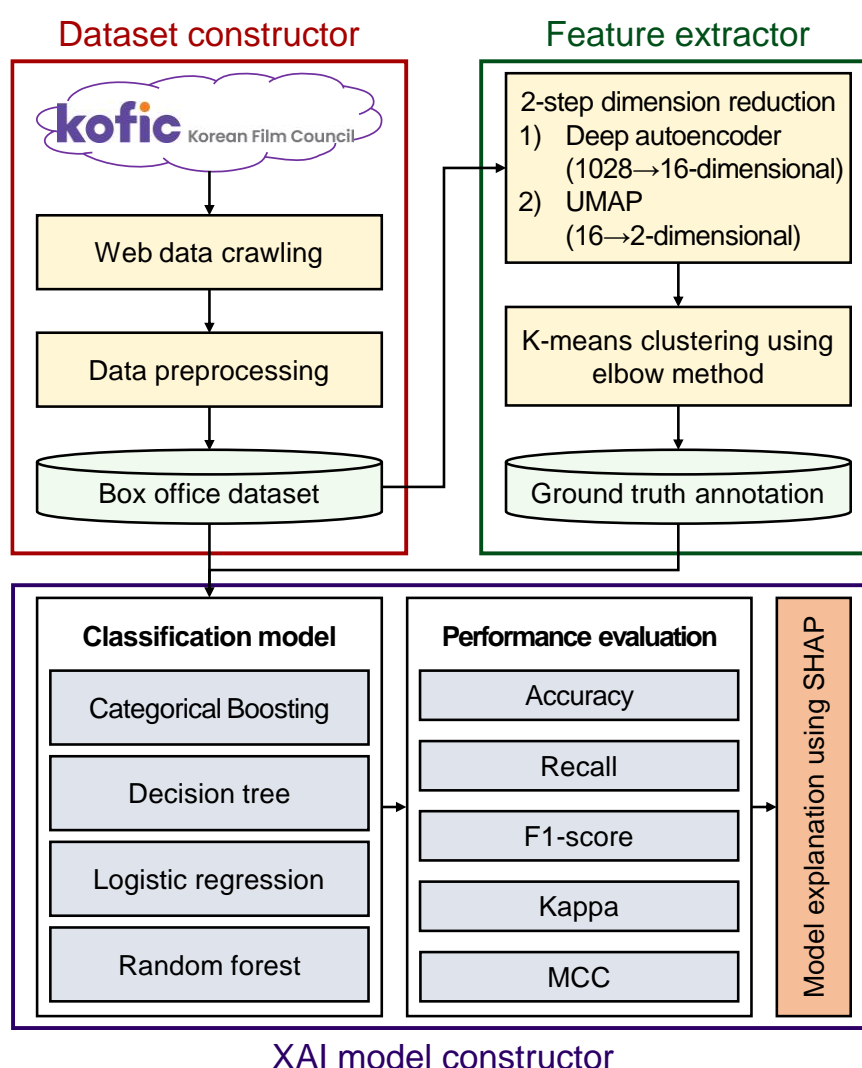 Dataset constructor
kofic Korean Film Council
Web data crawling
Data preprocessing
Box office dataset
Feature extractor
2-step dimension reduction
1) Deep autoencoder
(1028→16-dimensional)
2) UMAP
(16→2-dimensional)
K-means clustering using
elbow method
Ground truth annotation
Classification model
Categorical Boosting
Decision tree
Logistic regression
Random forest
Performance evaluation
Accuracy
Recall
F1-score
Kappa
MCC
Model explanation using SHAP
XAI model constructor